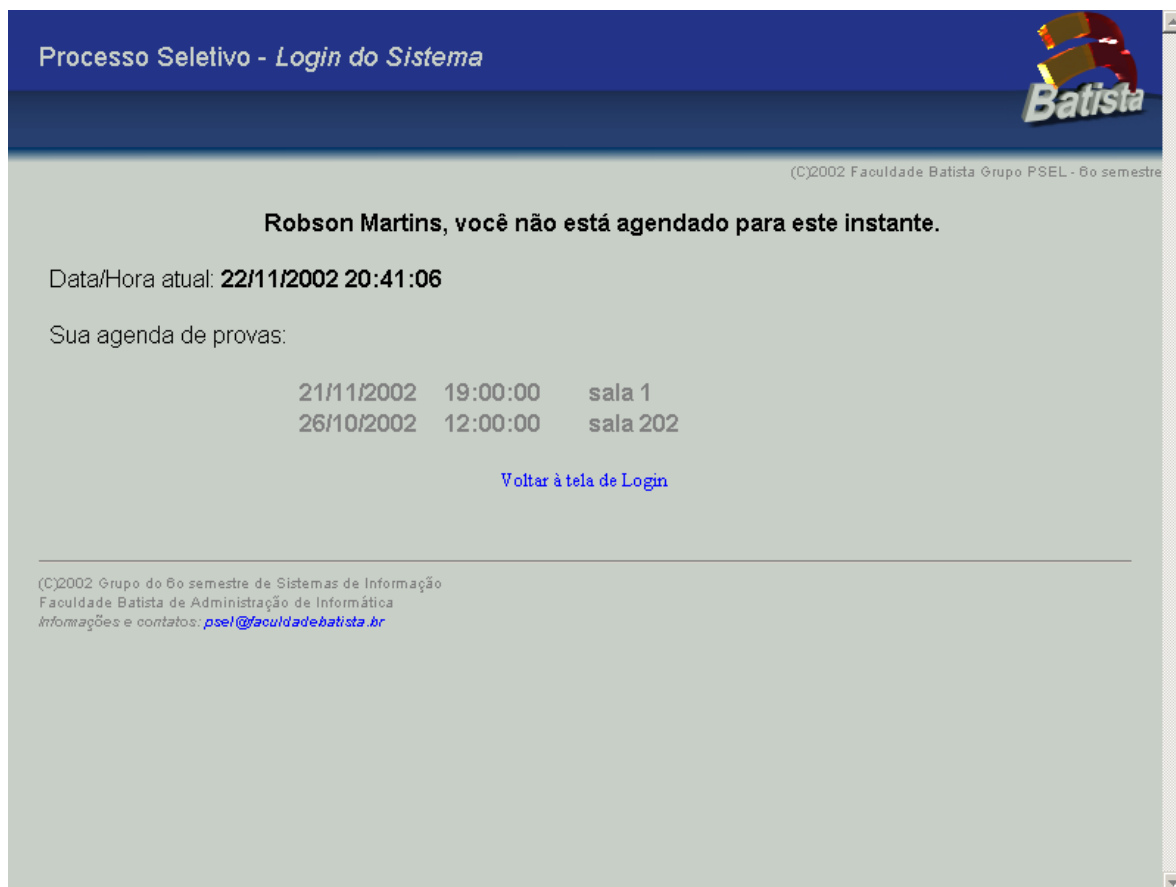 Processo Seletivo - Login do Sistema
Batista
(C)2002 Faculdade Batista Grupo PSEL - 6o semestre
Robson Martins, você não está agendado para este instante.
Data/Hora atual: 22/11/2002 20:41:06
Sua agenda de provas:
21/11/2002 19:00:00 sala 1
26/10/2002 12:00:00 sala 202
Voltar à tela de Login
(C)2002 Grupo do 6o semestre de Sistemas de Informação
Faculdade Batista de Administração de Informática
Informações e contatos: psel@faculdadebatista.br